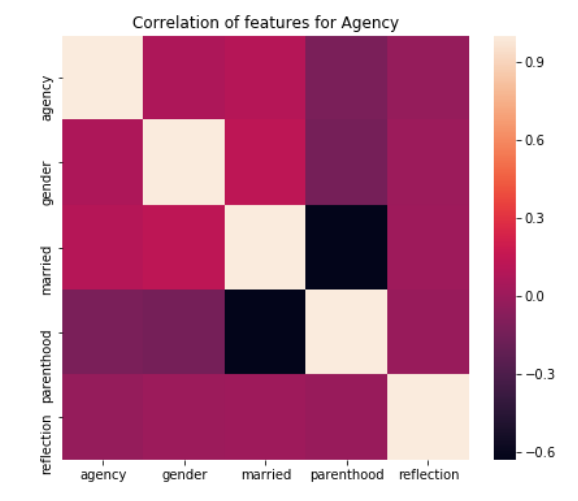 Correlation of features for Agency
agency
gender
married
parenthood
reflection
agency gender married parenthood reflection
0.9
0.6
0.3
0.0
−0.3
−0.6